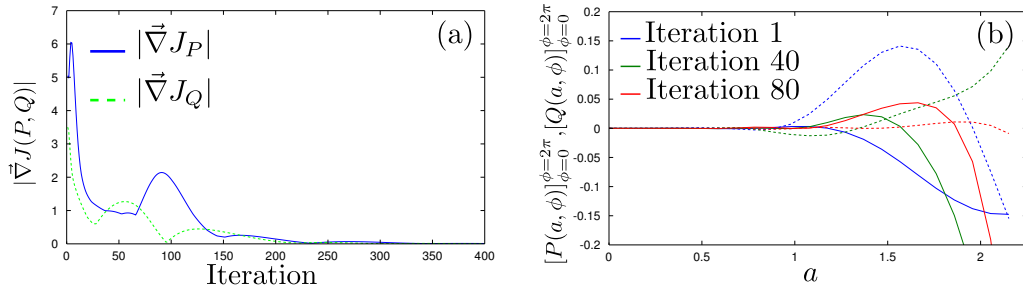 (a)
|∇⃗J_P|
|∇⃗J_Q|
|∇⃗J(P,Q)|
7
6
5
4
3
2
1
0
0 50 100 150 200 250 300 350 400
Iteration
(b)
Iteration 1
Iteration 40
Iteration 80
[P(a,ϕ)]_{ϕ=0}^{ϕ=2π},[Q(a,ϕ)]_{ϕ=0}^{ϕ=2π}
0.2
0.15
0.1
0.05
0
-0.05
-0.1
-0.15
-0.2
0 0.5 1 1.5 2
a